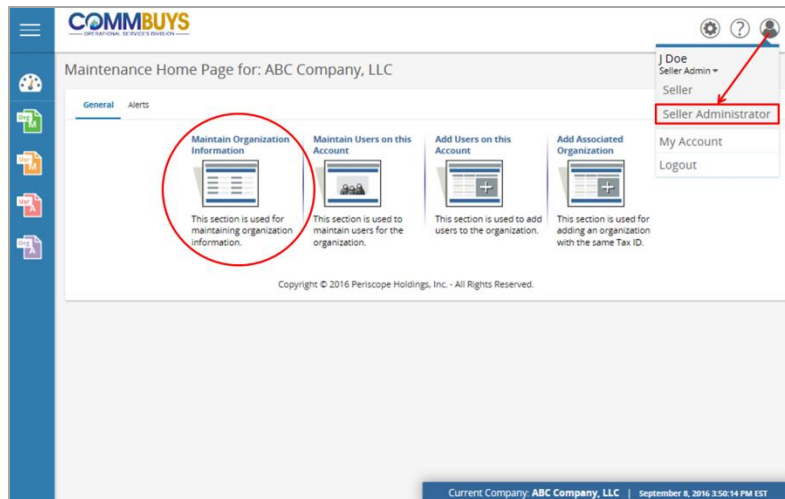 COMMBUYS
OPERATIONAL SERVICES DIVISION
J Doe
Seller Admin
Seller
Seller Administrator
My Account
Logout
Maintenance Home Page for: ABC Company, LLC
General Alerts
Maintain Organization
Information
This section is used for
maintaining organization
information.
Maintain Users on this
Account
This section is used to
maintain users for the
organization.
Add Users on this
Account
This section is used to add
users to the organization.
Add Associated
Organization
This section is used for
adding an organization
with the same Tax ID.
Copyright © 2016 Periscope Holdings, Inc. - All Rights Reserved.
Org M
Usr M
Usr A
Org A
Current Company: ABC Company, LLC | September 8, 2016 3:50:14 PM EST